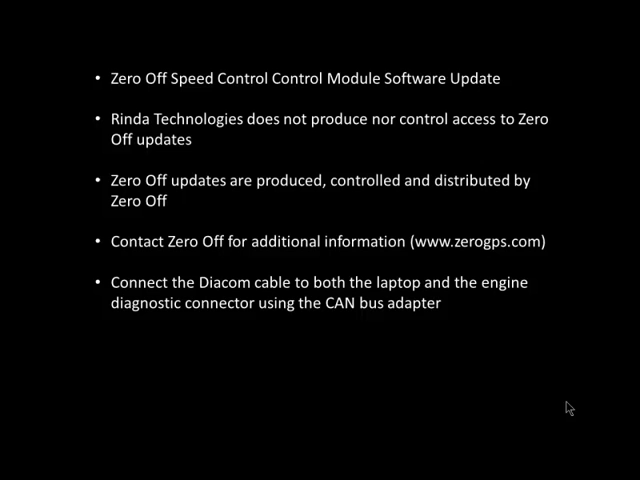 • Zero Off Speed Control Control Module Software Update
• Rinda Technologies does not produce nor control access to Zero
Off updates
• Zero Off updates are produced, controlled and distributed by
Zero Off
• Contact Zero Off for additional information (www.zerogps.com)
• Connect the Diacom cable to both the laptop and the engine
diagnostic connector using the CAN bus adapter